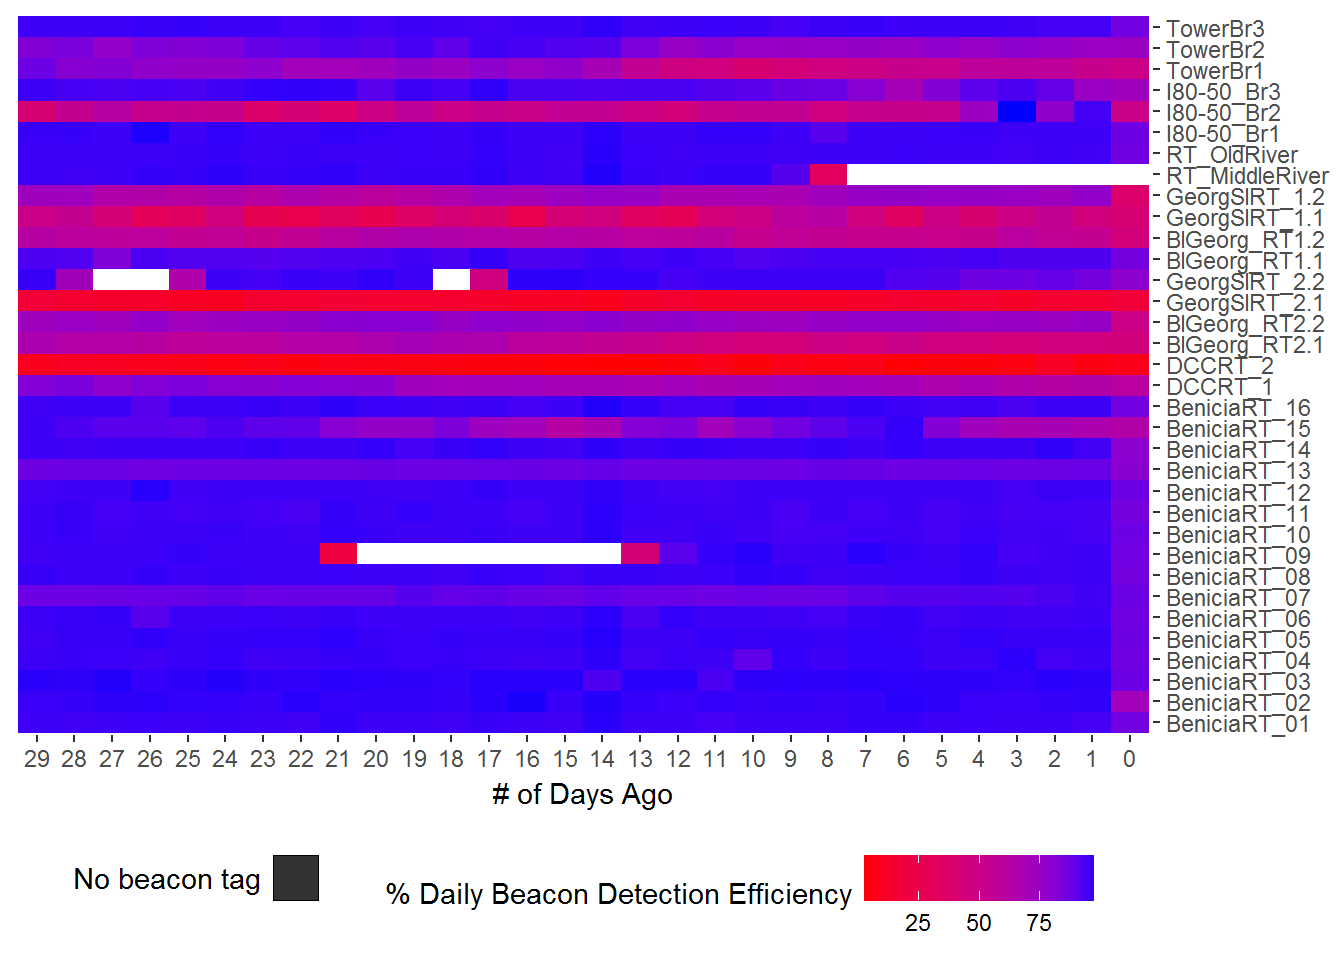 TowerBr3
TowerBr2
TowerBr1
I80-50_Br3
I80-50_Br2
I80-50_Br1
RT_OldRiver
RT_MiddleRiver
GeorgSlRT_1.2
GeorgSlRT_1.1
BlGeorg_RT1.2
BlGeorg_RT1.1
GeorgSlRT_2.2
GeorgSlRT_2.1
BlGeorg_RT2.2
BlGeorg_RT2.1
DCCRT_2
DCCRT_1
BeniciaRT_16
BeniciaRT_15
BeniciaRT_14
BeniciaRT_13
BeniciaRT_12
BeniciaRT_11
BeniciaRT_10
BeniciaRT_09
BeniciaRT_08
BeniciaRT_07
BeniciaRT_06
BeniciaRT_05
BeniciaRT_04
BeniciaRT_03
BeniciaRT_02
BeniciaRT_01
29 28 27 26 25 24 23 22 21 20 19 18 17 16 15 14 13 12 11 10 9 8 7 6 5 4 3 2 1 0
# of Days Ago
No beacon tag
% Daily Beacon Detection Efficiency
25 50 75